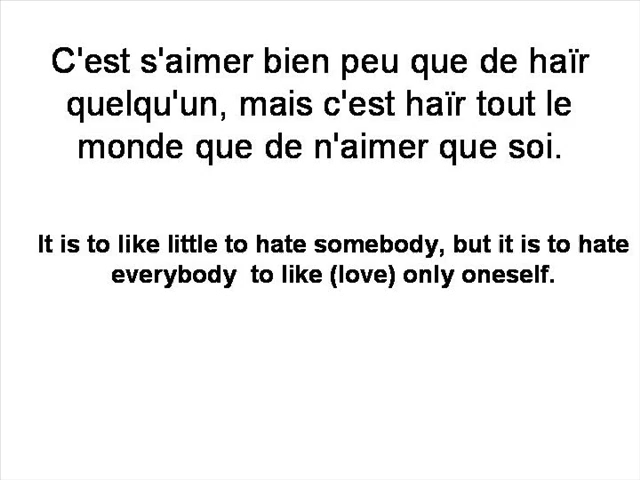 C'est s'aimer bien peu que de haïr
quelqu'un, mais c'est haïr tout le
monde que de n'aimer que soi.
It is to like little to hate somebody, but it is to hate
everybody  to like (love) only oneself.